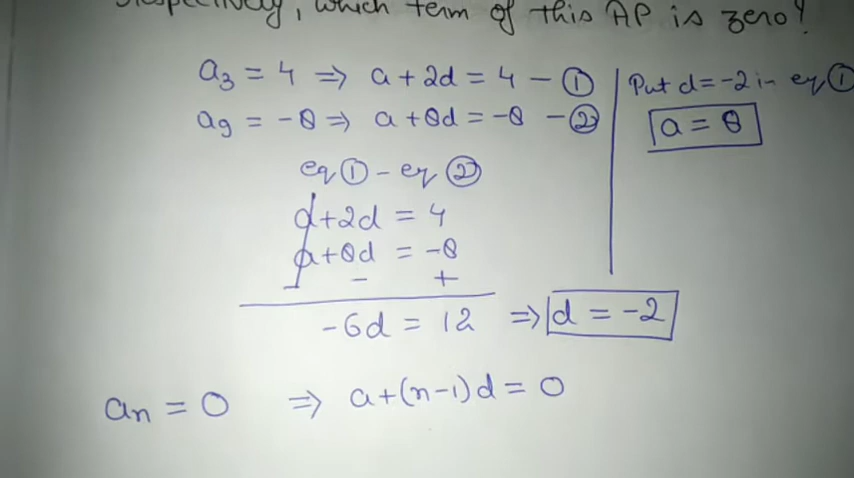 Respectively, which term of this AP is zero?
a₃ = 4 ⇒ a + 2d = 4 – ①
a₉ = -8 ⇒ a + 8d = -8 – ②
eq ① – eq ②
a + 2d = 4
a + 8d = -8
- - +
-6d = 12 ⇒ d = -2
Put d = -2 in eq ①
a = 8
aₙ = 0 ⇒ a + (n-1)d = 0